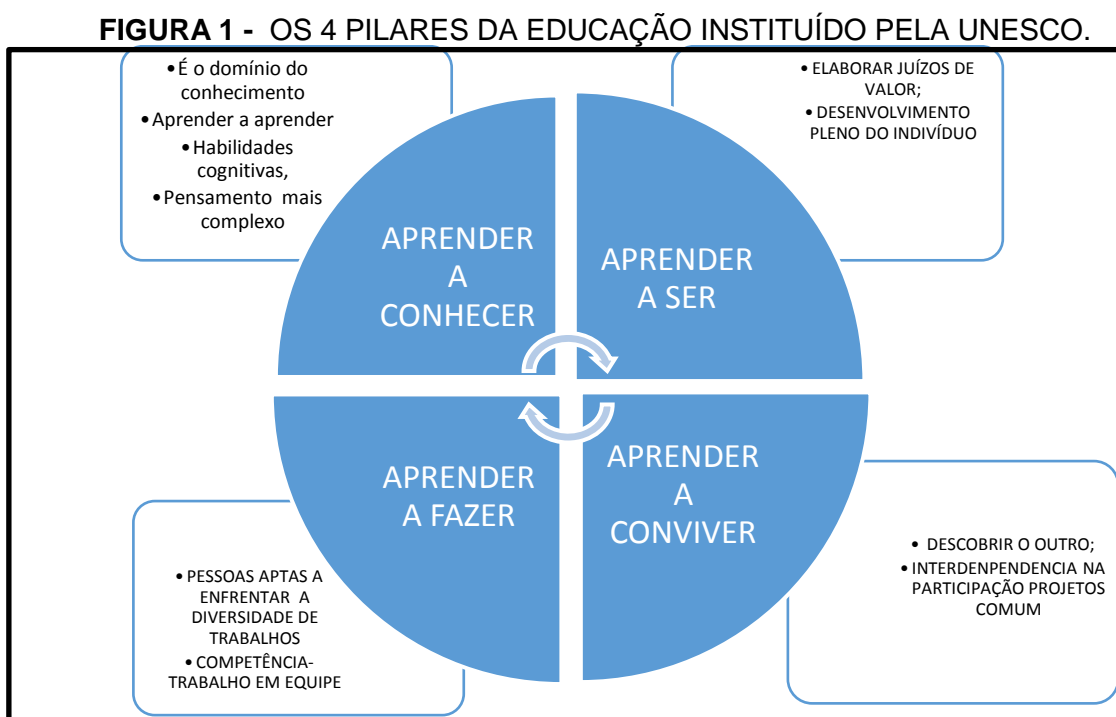 FIGURA 1 - OS 4 PILARES DA EDUCAÇÃO INSTITUÍDO PELA UNESCO.
•É o domínio do
conhecimento
•Aprender a aprender
•Habilidades
cognitivas,
•Pensamento mais
complexo
• ELABORAR JUÍZOS DE
VALOR;
• DESENVOLVIMENTO
PLENO DO INDIVÍDUO
APRENDER
A
CONHECER
APRENDER
A SER
APRENDER
A FAZER
APRENDER
A
CONVIVER
• PESSOAS APTAS A
ENFRENTAR A
DIVERSIDADE DE
TRABALHOS
• COMPETÊNCIA-
TRABALHO EM EQUIPE
• DESCOBRIR O OUTRO;
• INTERDENPENDENCIA NA
PARTICIPAÇÃO PROJETOS
COMUM